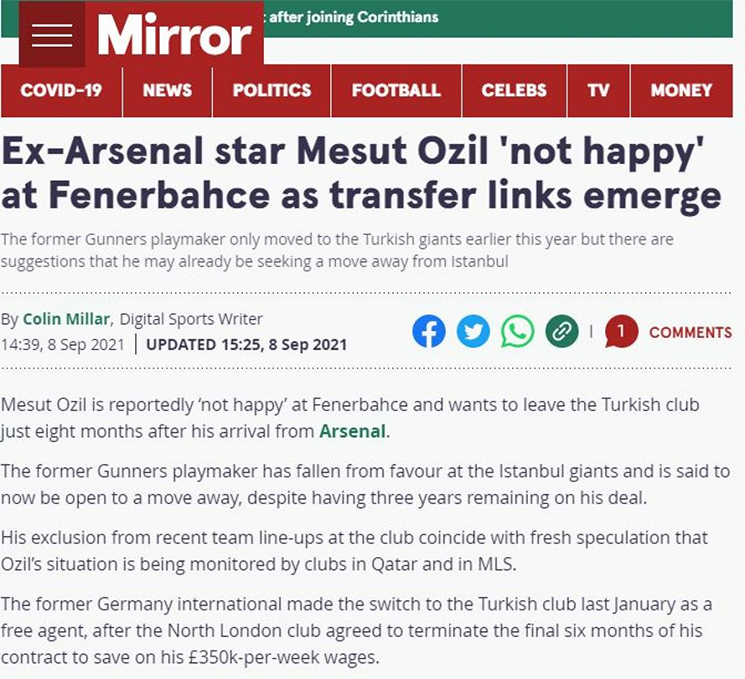 after joining Corinthians
Mirror
COVID-19 NEWS POLITICS FOOTBALL CELEBS TV MONEY
Ex-Arsenal star Mesut Ozil 'not happy'
at Fenerbahce as transfer links emerge
The former Gunners playmaker only moved to the Turkish giants earlier this year but there are
suggestions that he may already be seeking a move away from Istanbul
By Colin Millar, Digital Sports Writer
14:39, 8 Sep 2021 | UPDATED 15:25, 8 Sep 2021
1 COMMENTS
Mesut Ozil is reportedly ‘not happy’ at Fenerbahce and wants to leave the Turkish club
just eight months after his arrival from Arsenal.
The former Gunners playmaker has fallen from favour at the Istanbul giants and is said to
now be open to a move away, despite having three years remaining on his deal.
His exclusion from recent team line-ups at the club coincide with fresh speculation that
Ozil’s situation is being monitored by clubs in Qatar and in MLS.
The former Germany international made the switch to the Turkish club last January as a
free agent, after the North London club agreed to terminate the final six months of his
contract to save on his £350k-per-week wages.